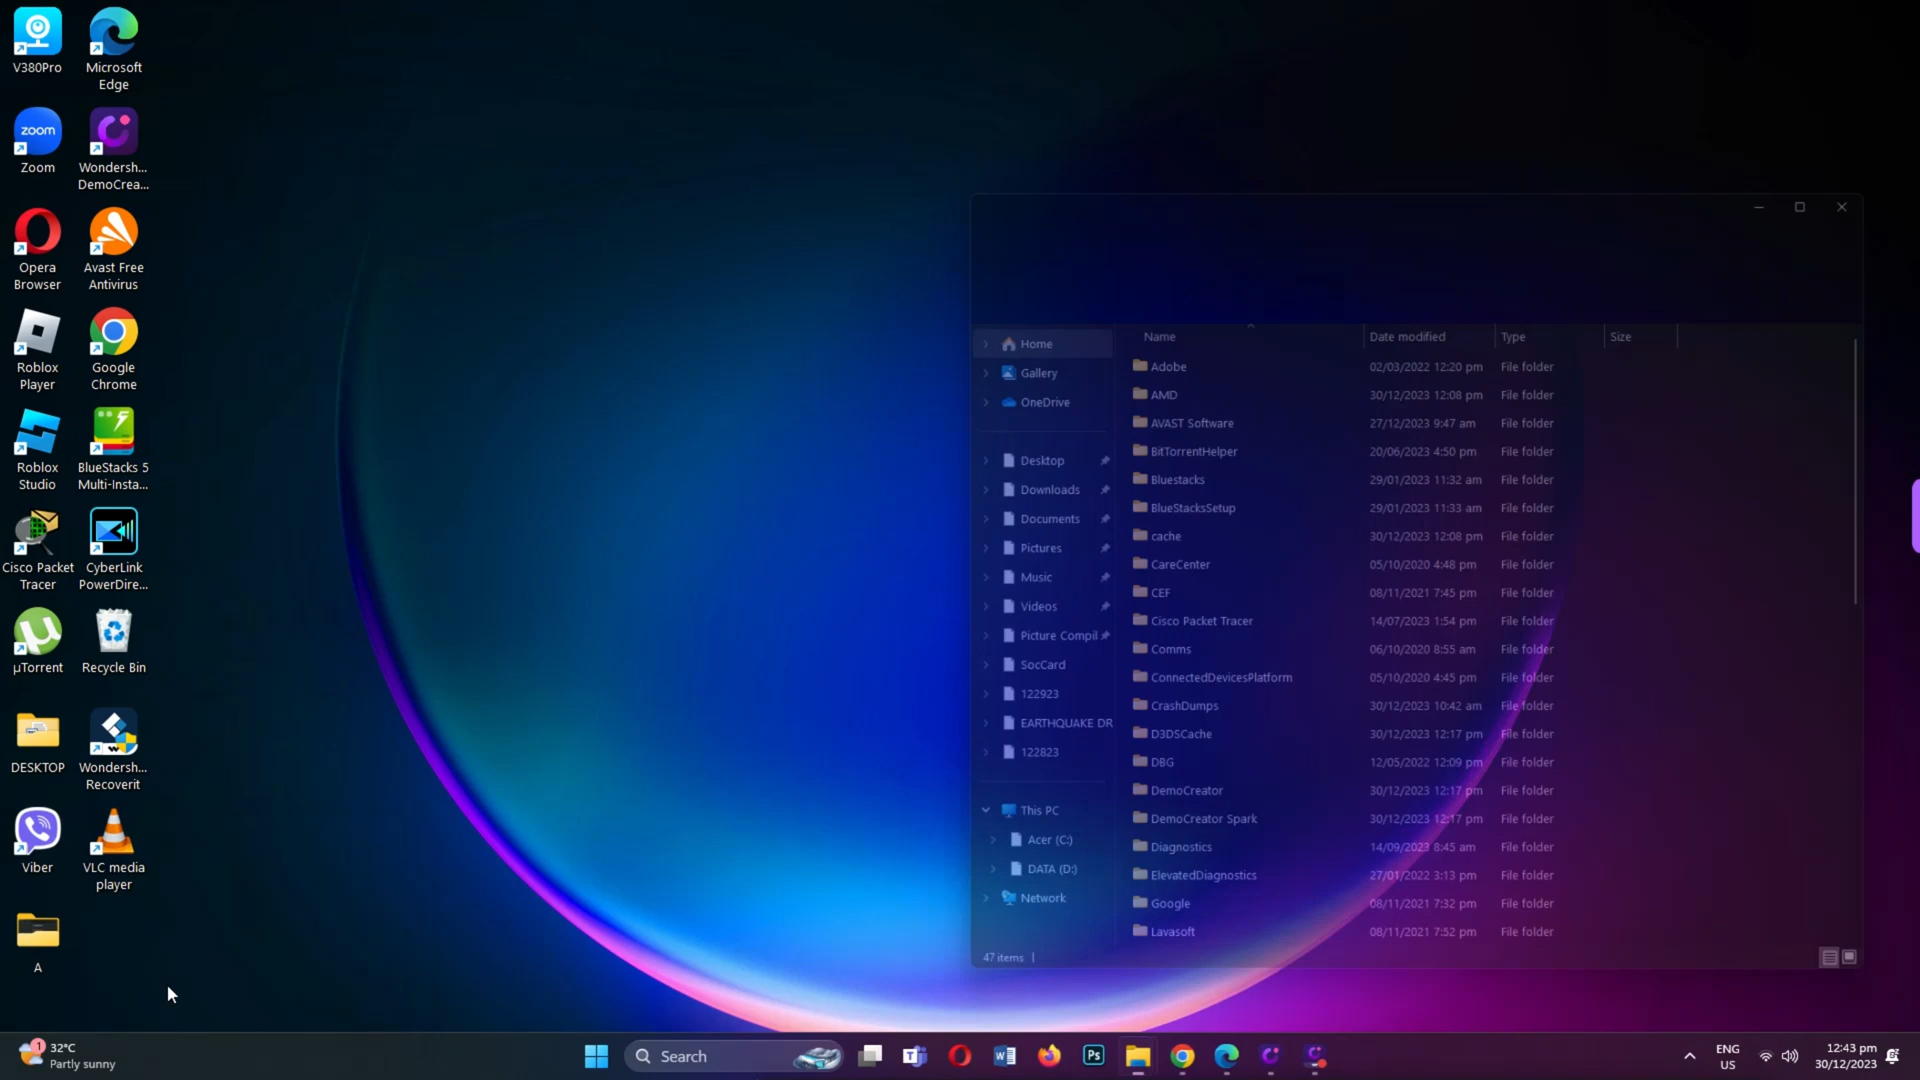 V380Pro
Microsoft
Edge
zoom
Zoom
Wondersh...
DemoCrea...
Opera
Browser
Avast Free
Antivirus
Roblox
Player
Google
Chrome
Roblox
Studio
BlueStacks 5
Multi-Insta...
Cisco Packet
Tracer
CyberLink
PowerDire...
µTorrent
Recycle Bin
DESKTOP
Wondersh...
Recoverit
Viber
VLC media
player
A
Home
Gallery
OneDrive
Desktop
Downloads
Documents
Pictures
Music
Videos
Picture Compil
SocCard
122923
EARTHQUAKE DR
122823
This PC
Acer (C:)
DATA (D:)
Network
Name Date modified Type Size
Adobe 02/03/2022 12:20 pm File folder
AMD 30/12/2023 12:08 pm File folder
AVAST Software 27/12/2023 9:47 am File folder
BitTorrentHelper 20/06/2023 4:50 pm File folder
Bluestacks 29/01/2023 11:32 am File folder
BlueStacksSetup 29/01/2023 11:33 am File folder
cache 30/12/2023 12:08 pm File folder
CareCenter 05/10/2020 4:48 pm File folder
CEF 08/11/2021 7:45 pm File folder
Cisco Packet Tracer 14/07/2023 1:54 pm File folder
Comms 06/10/2020 8:55 am File folder
ConnectedDevicesPlatform 05/10/2020 4:45 pm File folder
CrashDumps 30/12/2023 10:42 am File folder
D3DSCache 30/12/2023 12:17 pm File folder
DBG 12/05/2022 12:09 pm File folder
DemoCreator 30/12/2023 12:17 pm File folder
DemoCreator Spark 30/12/2023 12:17 pm File folder
Diagnostics 14/09/2023 8:45 am File folder
ElevatedDiagnostics 27/01/2022 3:13 pm File folder
Google 08/11/2021 7:32 pm File folder
Lavasoft 08/11/2021 7:52 pm File folder
47 items
1
32°C
Partly sunny
Search
Ps
ENG
US
12:43 pm
30/12/2023